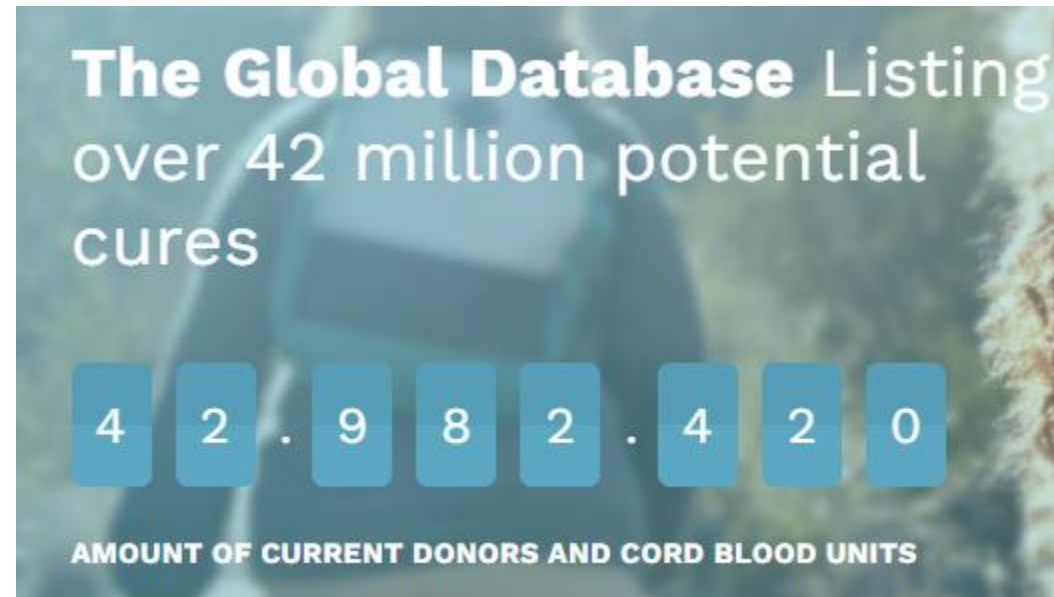 The Global Database Listing
over 42 million potential
cures
42.982.420
AMOUNT OF CURRENT DONORS AND CORD BLOOD UNITS